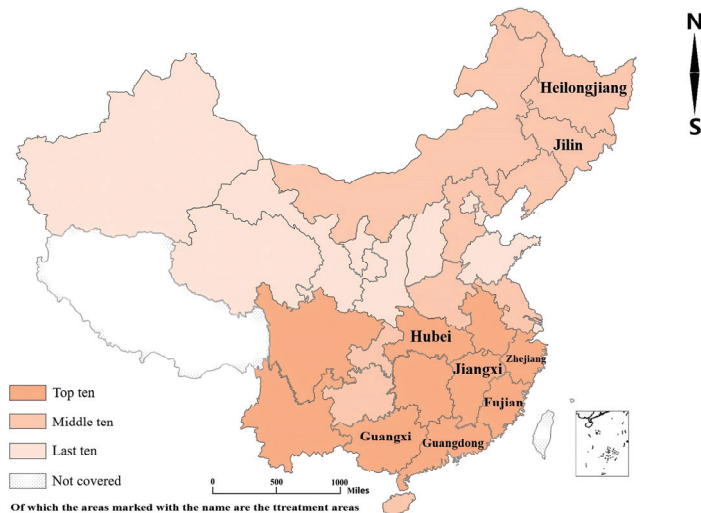 N
S
Heilongjiang
Jilin
Hubei
Jiangxi
Zhejiang
Fujian
Guangxi
Guangdong
Top ten
Middle ten
Last ten
Not covered
0 500 1000
Miles
Of which the areas marked with the name are the ttreatment areas